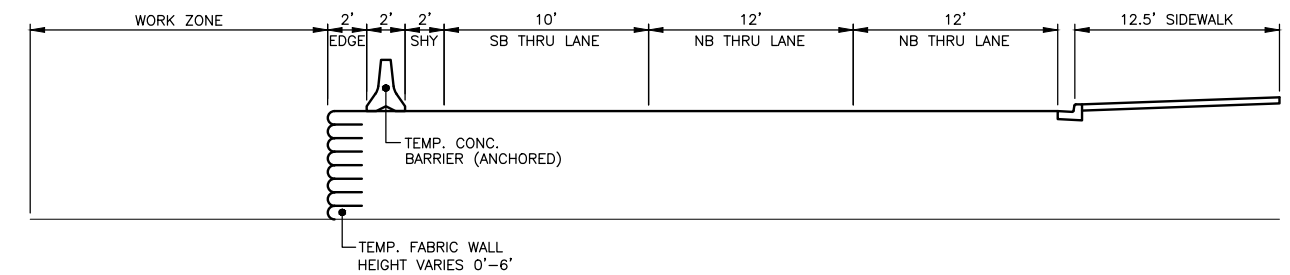 WORK ZONE
2'
EDGE
2'
2'
SHY
10'
SB THRU LANE
12'
NB THRU LANE
12'
NB THRU LANE
12.5' SIDEWALK
TEMP. CONC.
BARRIER (ANCHORED)
TEMP. FABRIC WALL
HEIGHT VARIES 0'-6'